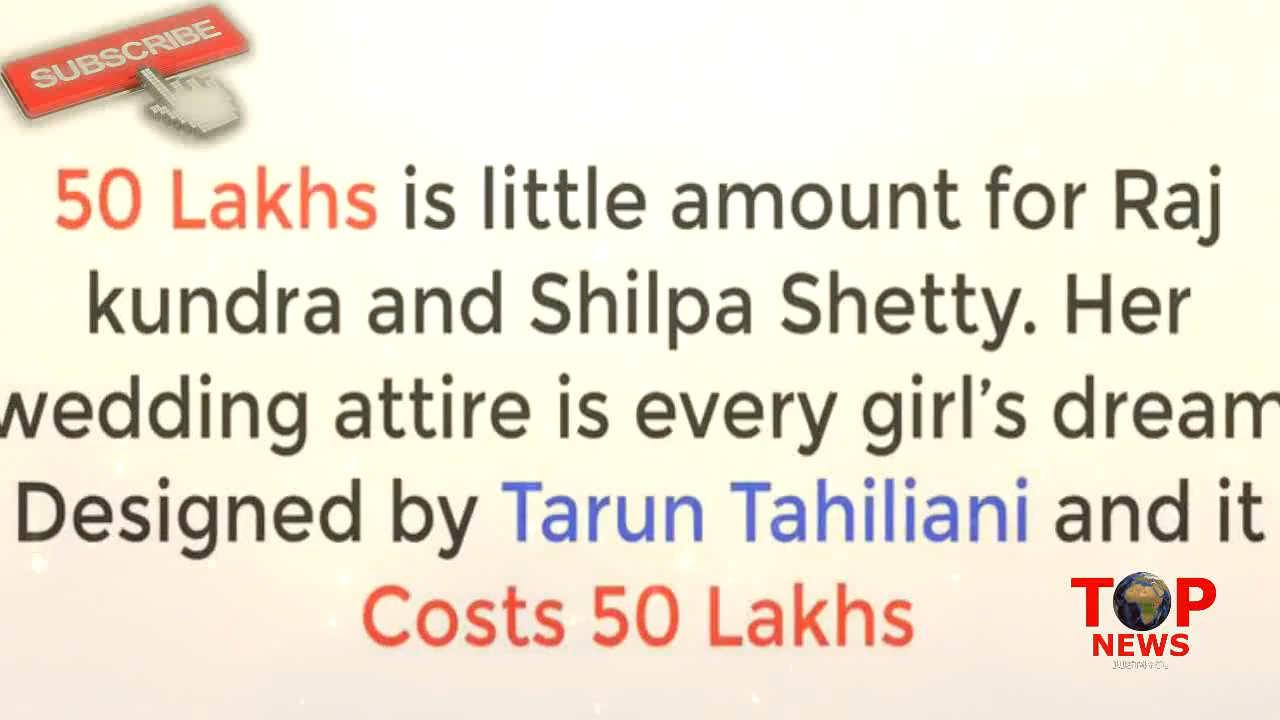 SUBSCRIBE
50 Lakhs is little amount for Raj
kundra and Shilpa Shetty. Her
wedding attire is every girl’s dream
Designed by Tarun Tahiliani and it
Costs 50 Lakhs
TOP
NEWS